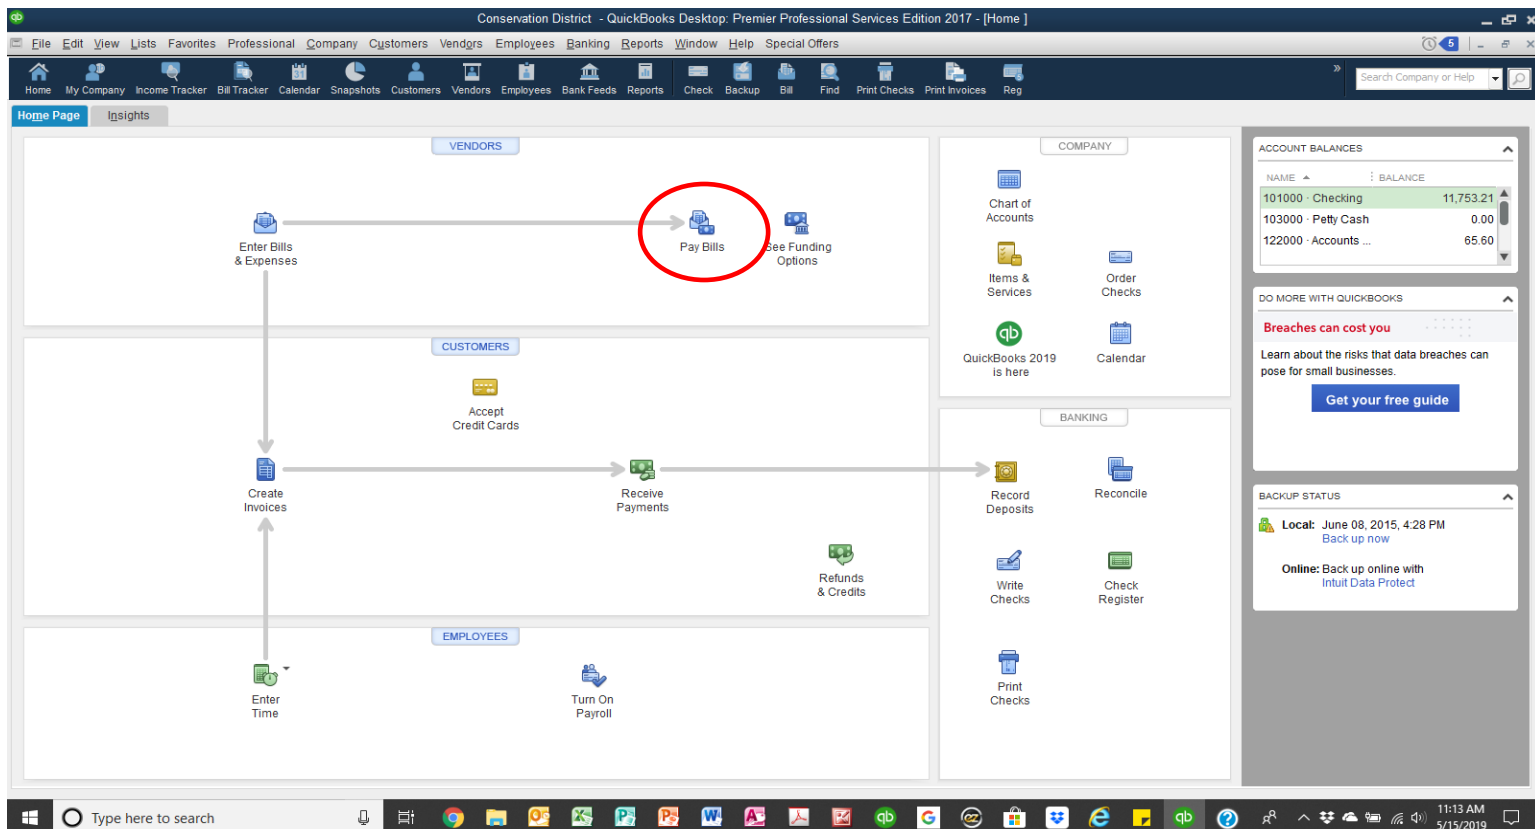 Conservation District - QuickBooks Desktop: Premier Professional Services Edition 2017 - [Home ]
File Edit View Lists Favorites Professional Company Customers Vendors Employees Banking Reports Window Help Special Offers
5
Home My Company Income Tracker Bill Tracker Calendar Snapshots Customers Vendors Employees Bank Feeds Reports Check Backup Bill Find Print Checks Print Invoices Reg
Search Company or Help
Home Page Insights
VENDORS
Enter Bills
& Expenses
Pay Bills
See Funding
Options
CUSTOMERS
Accept
Credit Cards
Create
Invoices
Receive
Payments
Refunds
& Credits
EMPLOYEES
Enter
Time
Turn On
Payroll
COMPANY
Chart of
Accounts
Items &
Services
Order
Checks
QuickBooks 2019
is here
Calendar
BANKING
Record
Deposits
Reconcile
Write
Checks
Check
Register
Print
Checks
ACCOUNT BALANCES
NAME BALANCE
101000 · Checking 11,753.21
103000 · Petty Cash 0.00
122000 · Accounts ... 65.60
DO MORE WITH QUICKBOOKS
Breaches can cost you
Learn about the risks that data breaches can
pose for small businesses.
Get your free guide
BACKUP STATUS
Local: June 08, 2015, 4:28 PM
Back up now
Online: Back up online with
Intuit Data Protect
Type here to search
11:13 AM
5/15/2019